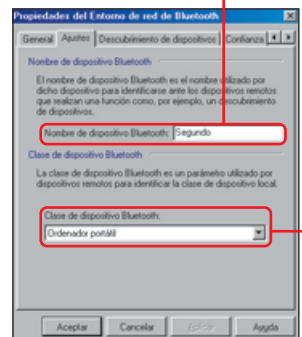 Propiedades del Entorno de red de Bluetooth
General Ajustes Descubrimiento de dispositivos Confianza
Nombre de dispositivo Bluetooth
El nombre de dispositivo Bluetooth es el nombre utilizado por
dicho dispositivo para identificarse ante los dispositivos remotos
que realizan una función como, por ejemplo, un descubrimiento
de dispositivos.
Nombre de dispositivo Bluetooth: Segundo
Clase de dispositivo Bluetooth
La clase de dispositivo Bluetooth es un parámetro utilizado por
dispositivos remotos para identificar la clase de dispositivo local.
Clase de dispositivo Bluetooth:
Ordenador portátil
Aceptar Cancelar Aplicar Ayuda